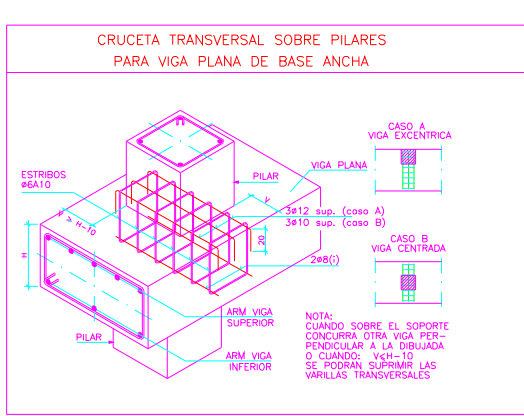 CRUCETA TRANSVERSAL SOBRE PILARES
PARA VIGA PLANA DE BASE ANCHA
CASO A
VIGA EXCENTRICA
ESTRIBOS
ø6A10
PILAR
VIGA PLANA
V
V ≥ H-10
3ø12 sup. (caso A)
3ø10 sup. (caso B)
20
H
2ø8(i)
CASO B
VIGA CENTRADA
ARM VIGA
SUPERIOR
PILAR
ARM VIGA
INFERIOR
NOTA:
CUANDO SOBRE EL SOPORTE
CONCURRA OTRA VIGA PER-
PENDICULAR A LA DIBUJADA
O CUANDO: V≤H-10
SE PODRAN SUPRIMIR LAS
VARILLAS TRANSVERSALES